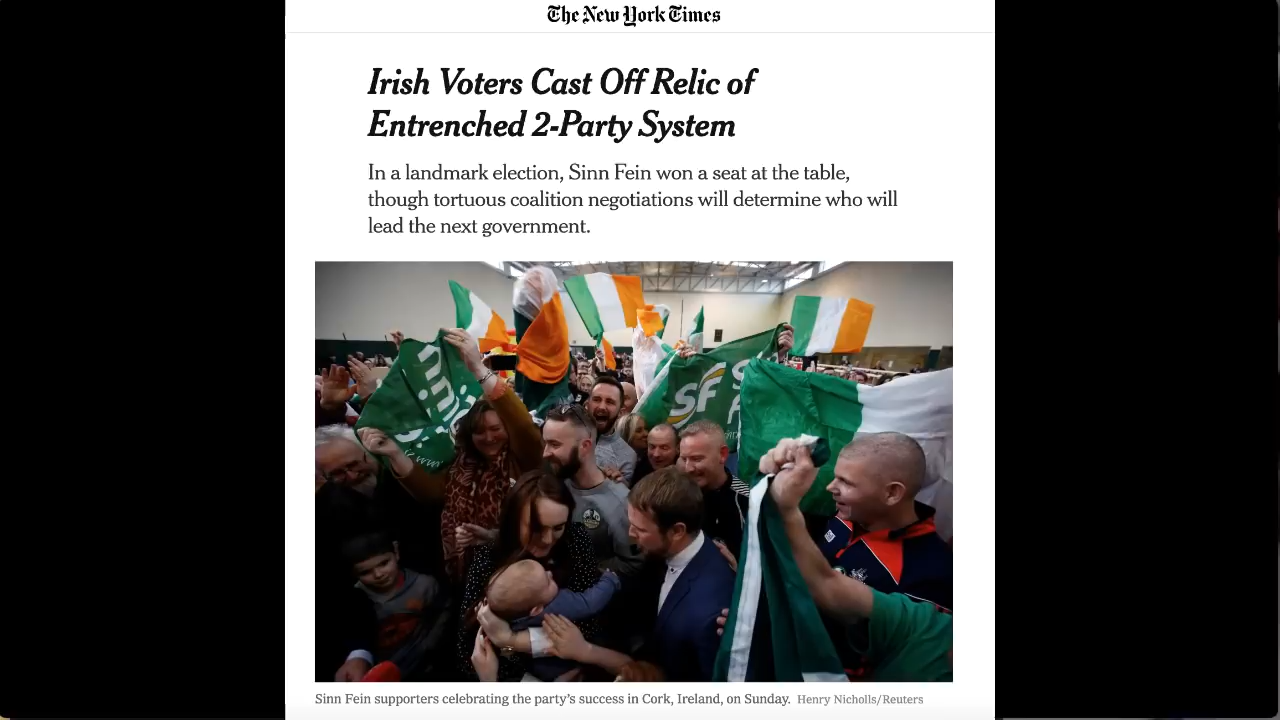 The New York Times
Irish Voters Cast Off Relic of
Entrenched 2-Party System
In a landmark election, Sinn Fein won a seat at the table,
though tortuous coalition negotiations will determine who will
lead the next government.
SF
Sinn Fein supporters celebrating the party's success in Cork, Ireland, on Sunday. Henry Nicholls/Reuters